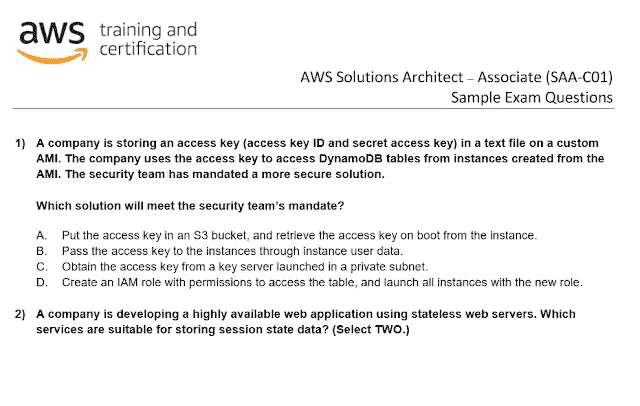 aws training and
certification
AWS Solutions Architect – Associate (SAA-C01)
Sample Exam Questions
1) A company is storing an access key (access key ID and secret access key) in a text file on a custom
AMI. The company uses the access key to access DynamoDB tables from instances created from the
AMI. The security team has mandated a more secure solution.
Which solution will meet the security team's mandate?
A. Put the access key in an S3 bucket, and retrieve the access key on boot from the instance.
B. Pass the access key to the instances through instance user data.
C. Obtain the access key from a key server launched in a private subnet.
D. Create an IAM role with permissions to access the table, and launch all instances with the new role.
2) A company is developing a highly available web application using stateless web servers. Which
services are suitable for storing session state data? (Select TWO.)